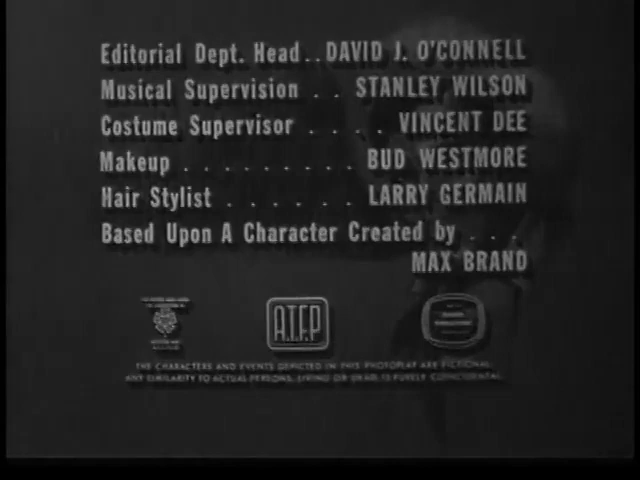 Editorial Dept. Head..DAVID J. O'CONNELL
Musical Supervision . . STANLEY WILSON
Costume Supervisor . . . . VINCENT DEE
Makeup . . . . . . . . . BUD WESTMORE
Hair Stylist . . . . . . LARRY GERMAIN
Based Upon A Character Created by . . .
MAX BRAND
A.T.F.P
THE CHARACTERS AND EVENTS DEPICTED IN THIS PHOTOPLAY ARE FICTIONAL.
ANY SIMILARITY TO ACTUAL PERSONS, LIVING OR DEAD, IS PURELY COINCIDENTAL.